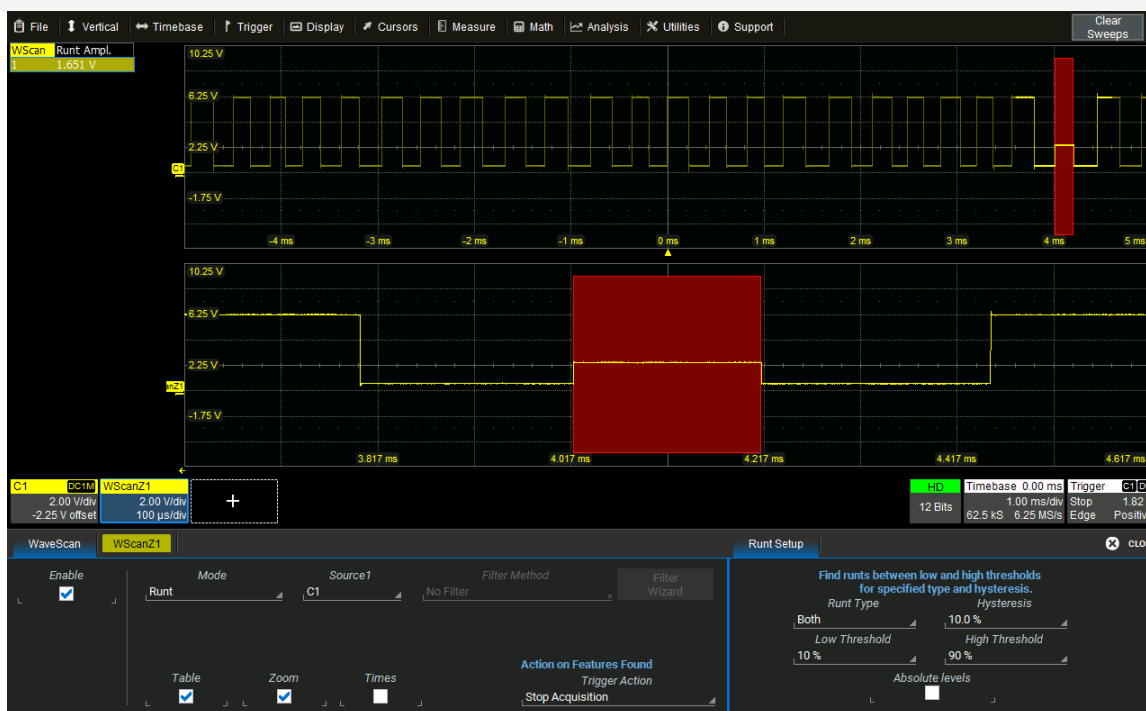 File Vertical Timebase Trigger Display Cursors Measure Math Analysis Utilities Support Clear Sweeps
WScan Runt Ampl.
1 1.651 V
10.25 V
6.25 V
2.25 V
C1
-1.75 V
-4 ms -3 ms -2 ms -1 ms 0 ms 1 ms 2 ms 3 ms 4 ms 5 ms
10.25 V
6.25 V
2.25 V
anZ1
-1.75 V
3.817 ms 4.017 ms 4.217 ms 4.417 ms 4.617 ms
C1 DC1M WScanZ1
2.00 V/div 2.00 V/div
-2.25 V offset 100 µs/div
+
HD Timebase 0.00 ms Trigger C1 D
12 Bits 1.00 ms/div Stop 1.82
62.5 kS 6.25 MS/s Edge Positiv
WaveScan WScanZ1 Runt Setup CLO
Enable Mode Source1 Filter Method Filter Wizard
Runt C1 No Filter
Find runts between low and high thresholds
for specified type and hysteresis.
Runt Type Hysteresis
Both 10.0 %
Low Threshold High Threshold
10 % 90 %
Absolute levels
Action on Features Found
Table Zoom Times Trigger Action
Stop Acquisition